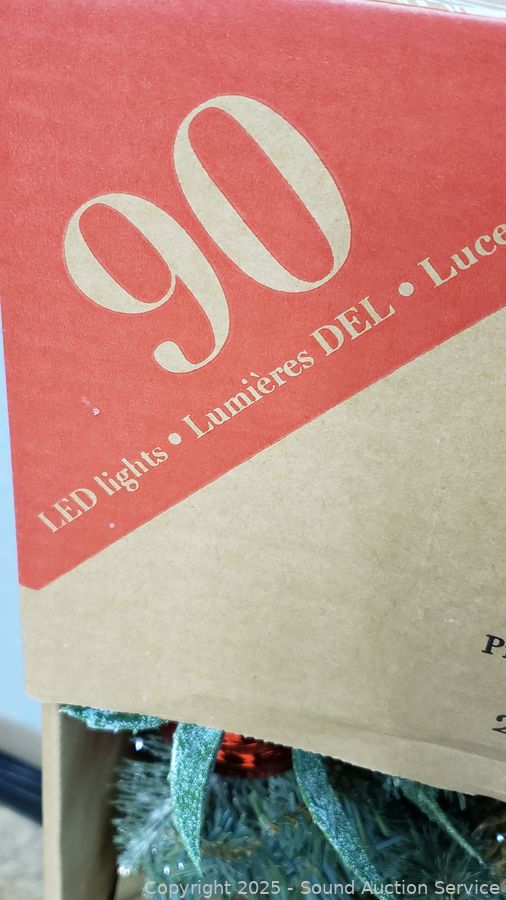 90
LED lights • Lumières DEL • Luce
Copyright 2025 - Sound Auction Service